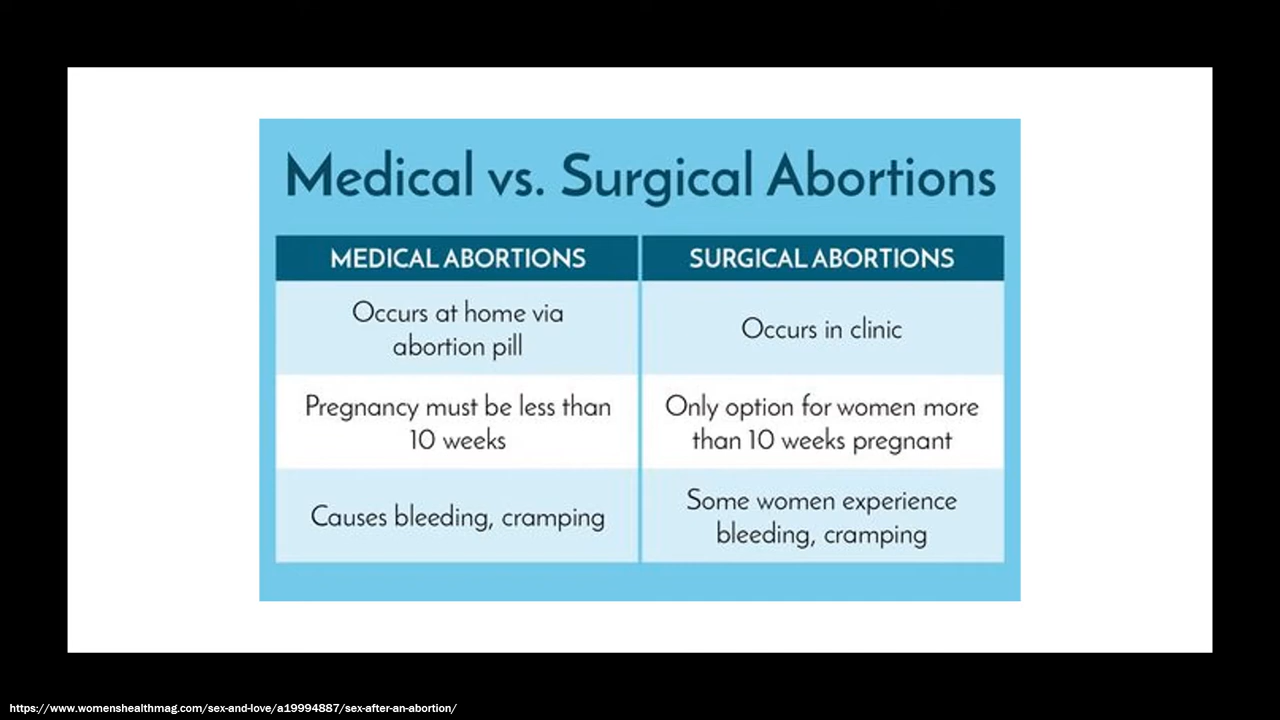 Medical vs. Surgical Abortions
MEDICAL ABORTIONS
SURGICAL ABORTIONS
Occurs at home via
abortion pill
Occurs in clinic
Pregnancy must be less than
10 weeks
Only option for women more
than 10 weeks pregnant
Causes bleeding, cramping
Some women experience
bleeding, cramping
https://www.womenshealthmag.com/sex-and-love/a19994887/sex-after-an-abortion/